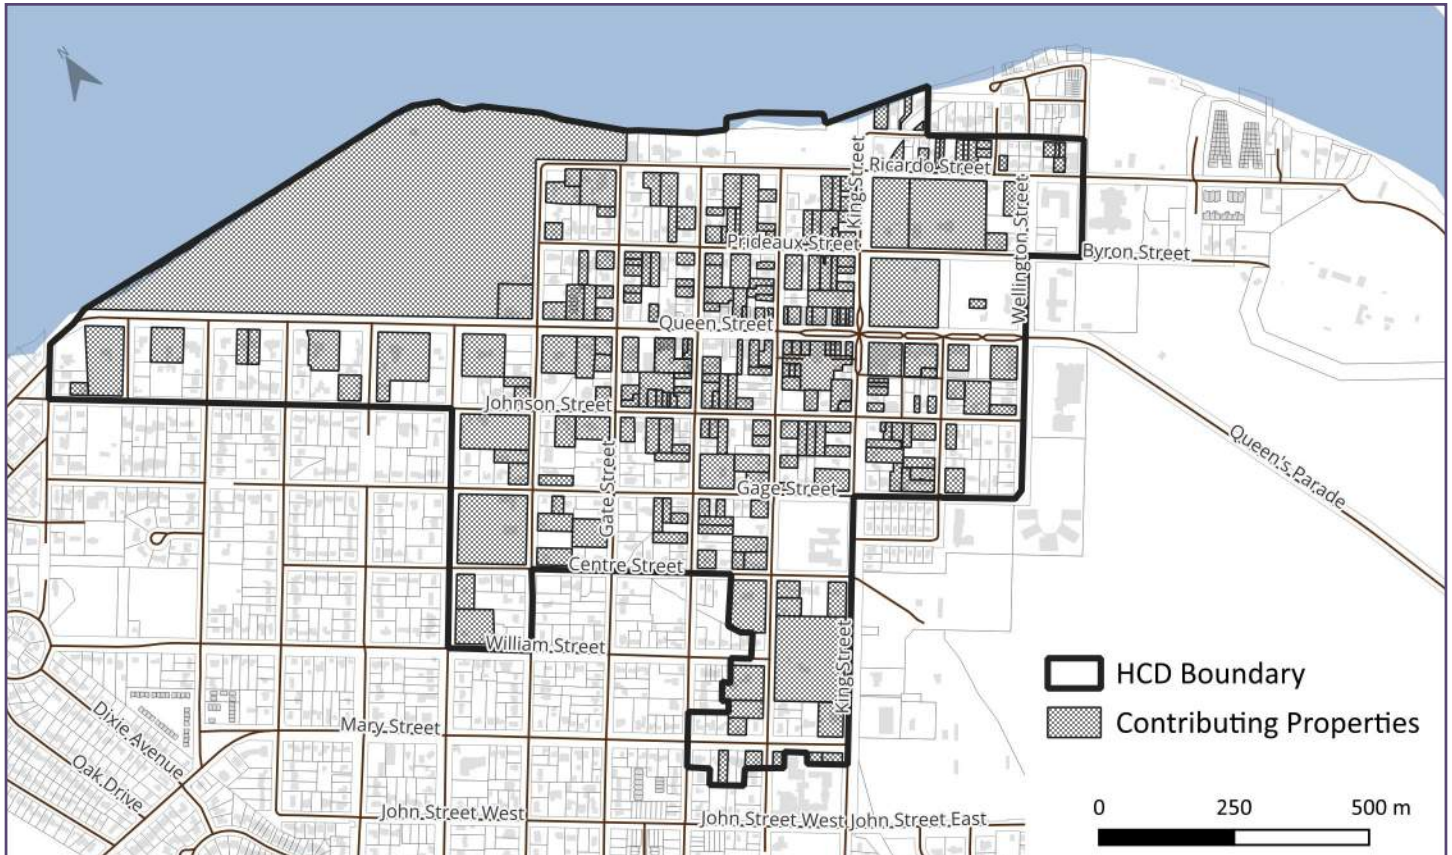 N
King Street
Ricardo Street
Wellington Street
Prideaux Street
Byron Street
Queen Street
Johnson Street
Gate Street
Gage Street
Queen's Parade
Centre Street
William Street
King Street
HCD Boundary
Contributing Properties
Dixie Avenue
Mary Street
Oak Drive
John Street West
John Street West
John Street East
0 250 500 m